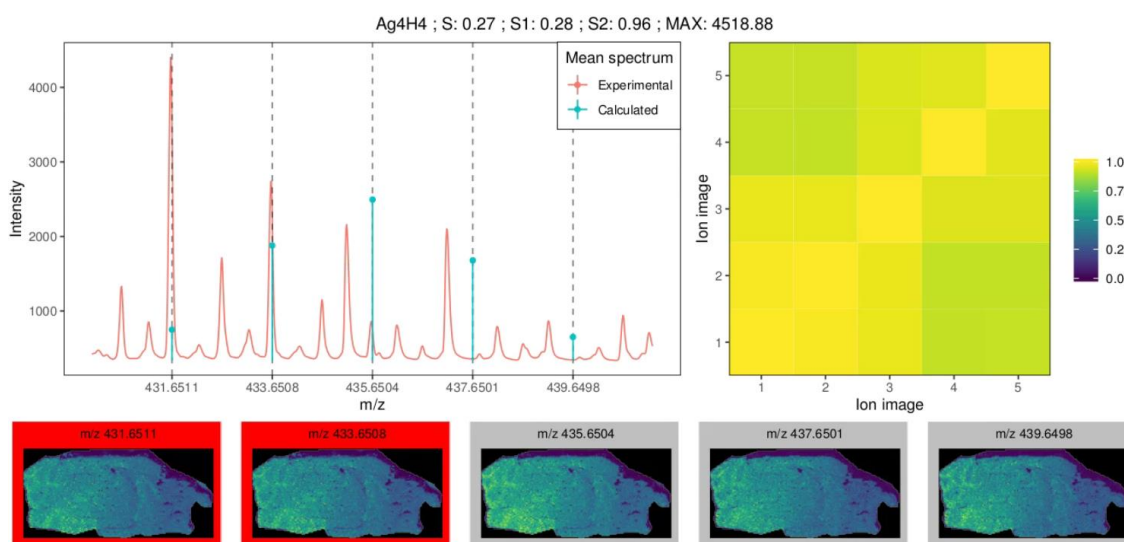 Ag4H4 ; S: 0.27 ; S1: 0.28 ; S2: 0.96 ; MAX: 4518.88
Mean spectrum
Experimental
Calculated
4000
3000
2000
1000
Intensity
431.6511 433.6508 435.6504 437.6501 439.6498
m/z
5
4
3
2
1
Ion image
1 2 3 4 5
Ion image
1.0
0.7
0.5
0.2
0.0
m/z 431.6511 m/z 433.6508 m/z 435.6504 m/z 437.6501 m/z 439.6498